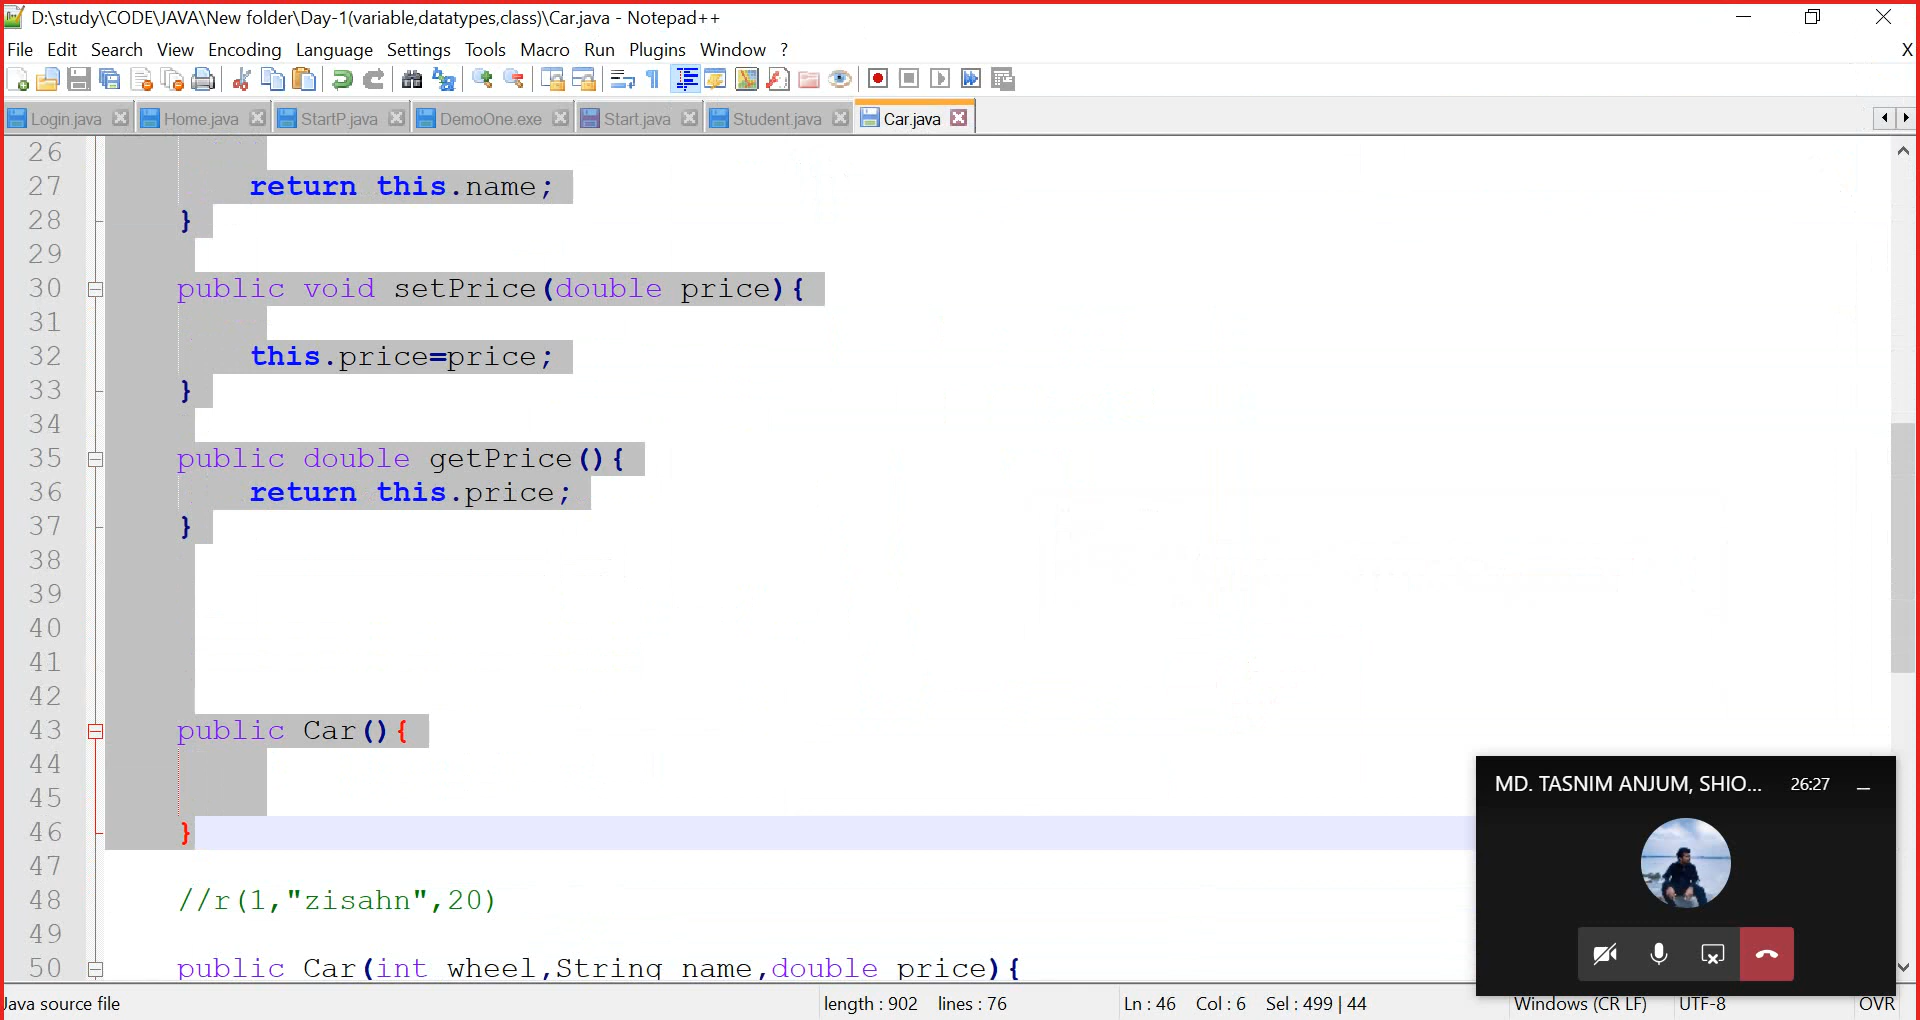 D:\study\CODE\JAVA\New folder\Day-1(variable,datatypes,class)\Car.java - Notepad++
File Edit Search View Encoding Language Settings Tools Macro Run Plugins Window ? X
Login.java Home.java StartP.java DemoOne.exe Start.java Student.java Car.java
26
27 return this.name;
28 }
29
30 public void setPrice(double price){
31
32 this.price=price;
33 }
34
35 public double getPrice(){
36 return this.price;
37 }
38
39
40
41
42
43 public Car(){
44
45
46 }
47
48 //r(1,"zisahn",20)
49
50 public Car(int wheel,String name,double price){
MD. TASNIM ANJUM, SHIO... 26:27
Java source file length : 902 lines : 76 Ln : 46 Col : 6 Sel : 499 | 44 Windows (CR LF) UTF-8 OVR